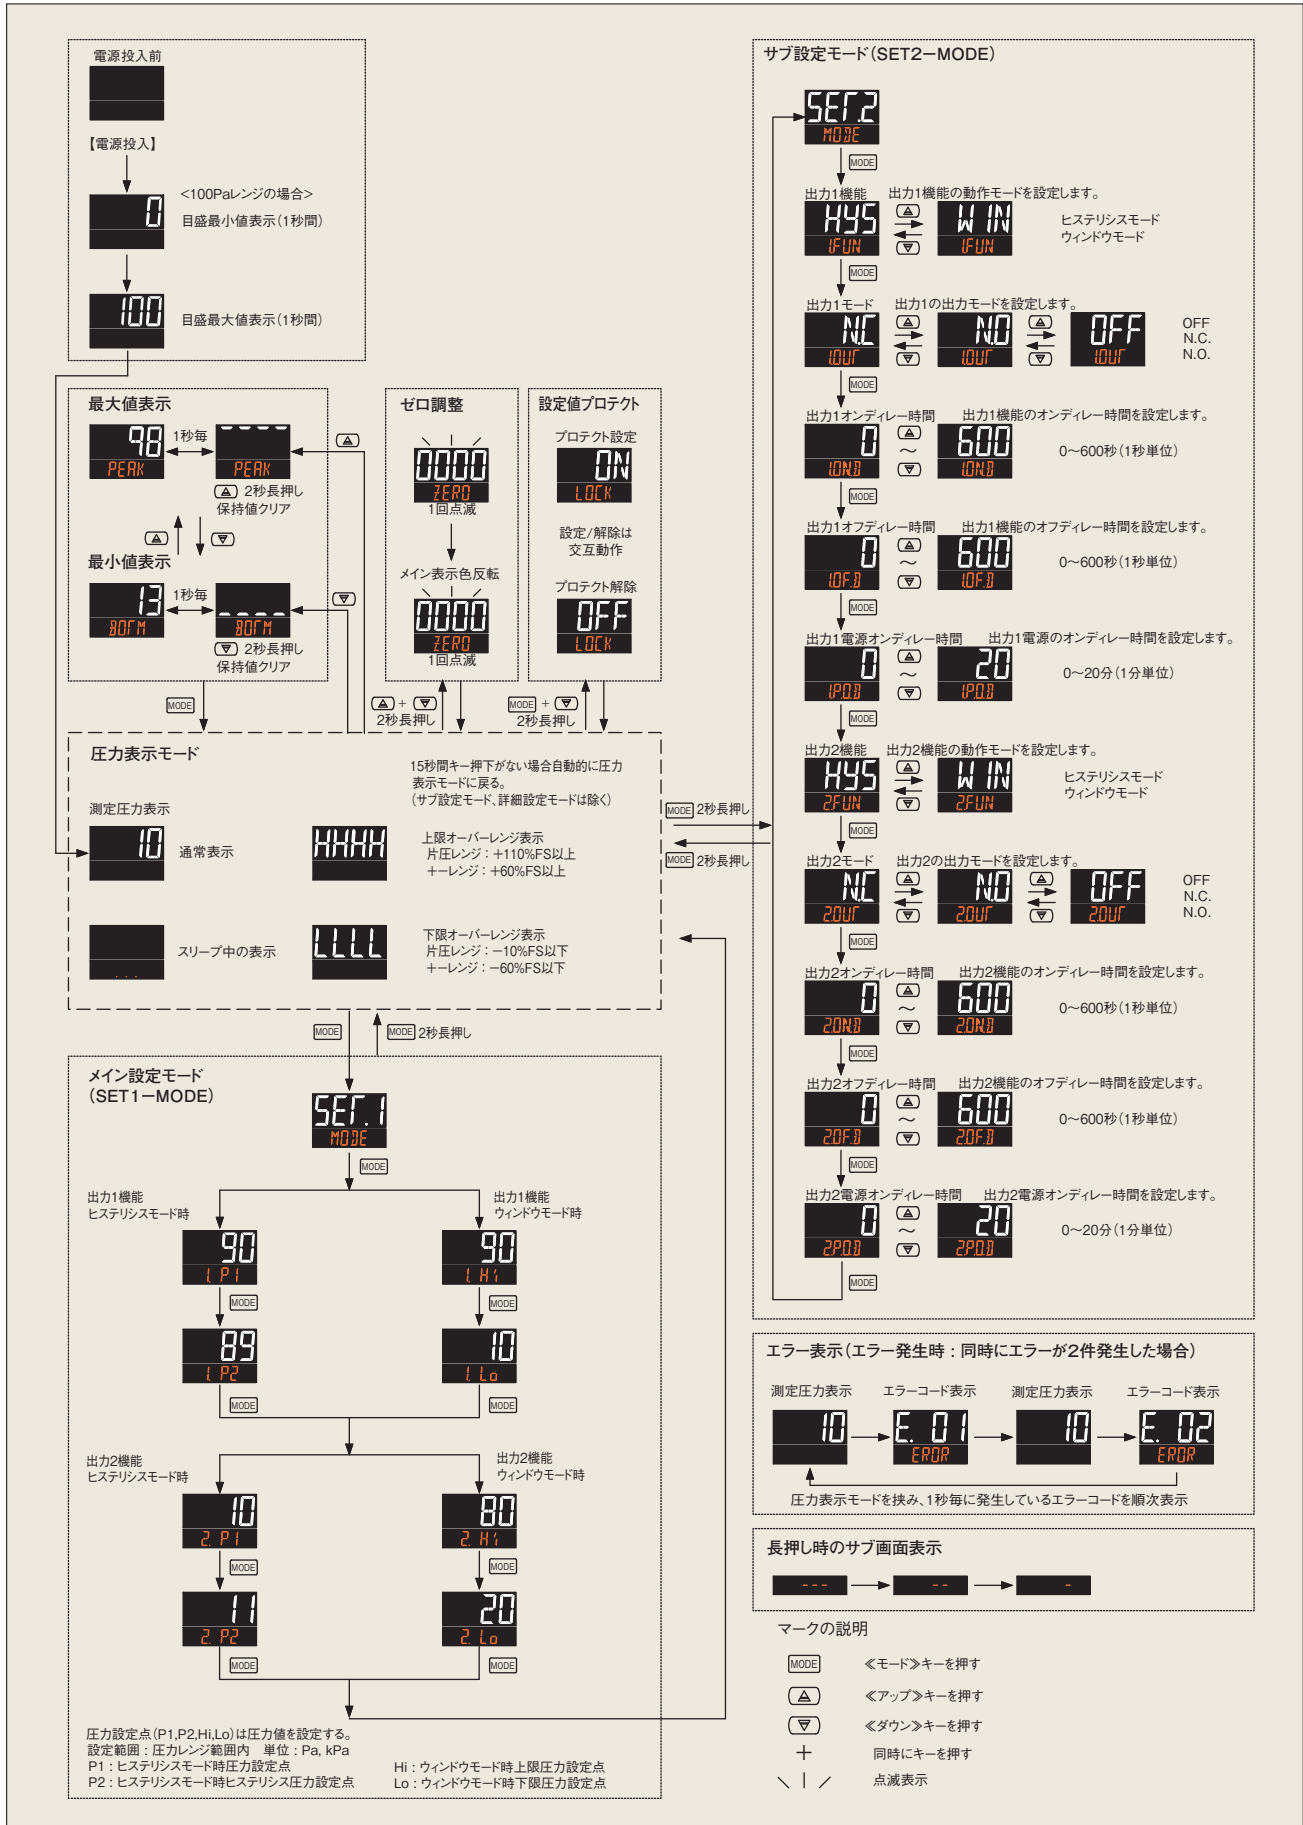 電源投入前
【電源投入】
<100Paレンジの場合>
0
目盛最小値表示(1秒間)
100
目盛最大値表示(1秒間)
最大値表示
98
PEAK
1秒毎
- - - -
PEAK
2秒長押し
保持値クリア
最小値表示
13
BOTM
1秒毎
- - - -
BOTM
2秒長押し
保持値クリア
MODE
ゼロ調整
0000
ZERO
1回点滅
メイン表示色反転
0000
ZERO
1回点滅
+
2秒長押し
設定値プロテクト
プロテクト設定
ON
LOCK
設定/解除は
交互動作
プロテクト解除
OFF
LOCK
MODE +
2秒長押し
圧力表示モード
15秒間キー押下がない場合自動的に圧力
表示モードに戻る。
(サブ設定モード、詳細設定モードは除く)
測定圧力表示
10
通常表示
HHHH
上限オーバーレンジ表示
片圧レンジ:+110%FS以上
+-レンジ:+60%FS以上
. . .
スリープ中の表示
LLLL
下限オーバーレンジ表示
片圧レンジ:-10%FS以下
+-レンジ:-60%FS以下
MODE 2秒長押し
MODE 2秒長押し
MODE
MODE 2秒長押し
メイン設定モード
(SET1-MODE)
SET.1
MODE
MODE
出力1機能
ヒステリシスモード時
90
1. P1
MODE
89
1. P2
MODE
出力1機能
ウィンドウモード時
90
1. Hi
MODE
10
1. Lo
MODE
出力2機能
ヒステリシスモード時
10
2. P1
MODE
11
2. P2
MODE
出力2機能
ウィンドウモード時
80
2. Hi
MODE
20
2. Lo
MODE
圧力設定点(P1,P2,Hi,Lo)は圧力値を設定する。
設定範囲:圧力レンジ範囲内 単位:Pa, kPa
P1:ヒステリシスモード時圧力設定点
P2:ヒステリシスモード時ヒステリシス圧力設定点
Hi:ウィンドウモード時上限圧力設定点
Lo:ウィンドウモード時下限圧力設定点
サブ設定モード(SET2-MODE)
SET.2
MODE
MODE
出力1機能 出力1機能の動作モードを設定します。
HYS
1.FUN
WIN
1.FUN
ヒステリシスモード
ウィンドウモード
MODE
出力1モード 出力1の出力モードを設定します。
N.C
1.OUT
N.O
1.OUT
OFF
1.OUT
OFF
N.C.
N.O.
MODE
出力1オンディレー時間 出力1機能のオンディレー時間を設定します。
0
1.ON.D
~
600
1.ON.D
0~600秒(1秒単位)
MODE
出力1オフディレー時間 出力1機能のオフディレー時間を設定します。
0
1.OF.D
~
600
1.OF.D
0~600秒(1秒単位)
MODE
出力1電源オンディレー時間 出力1電源のオンディレー時間を設定します。
0
1.P.O.D
~
20
1.P.O.D
0~20分(1分単位)
MODE
出力2機能 出力2機能の動作モードを設定します。
HYS
2.FUN
WIN
2.FUN
ヒステリシスモード
ウィンドウモード
MODE
出力2モード 出力2の出力モードを設定します。
N.C
2.OUT
N.O
2.OUT
OFF
2.OUT
OFF
N.C.
N.O.
MODE
出力2オンディレー時間 出力2機能のオンディレー時間を設定します。
0
2.ON.D
~
600
2.ON.D
0~600秒(1秒単位)
MODE
出力2オフディレー時間 出力2機能のオフディレー時間を設定します。
0
2.OF.D
~
600
2.OF.D
0~600秒(1秒単位)
MODE
出力2電源オンディレー時間 出力2電源オンディレー時間を設定します。
0
2.P.O.D
~
20
2.P.O.D
0~20分(1分単位)
MODE
エラー表示(エラー発生時:同時にエラーが2件発生した場合)
測定圧力表示 エラーコード表示 測定圧力表示 エラーコード表示
10
E. 01
EROR
10
E. 02
EROR
圧力表示モードを挟み、1秒毎に発生しているエラーコードを順次表示
長押し時のサブ画面表示
- - -
- -
-
マークの説明
MODE ≪モード≫キーを押す
≪アップ≫キーを押す
≪ダウン≫キーを押す
+ 同時にキーを押す
点滅表示